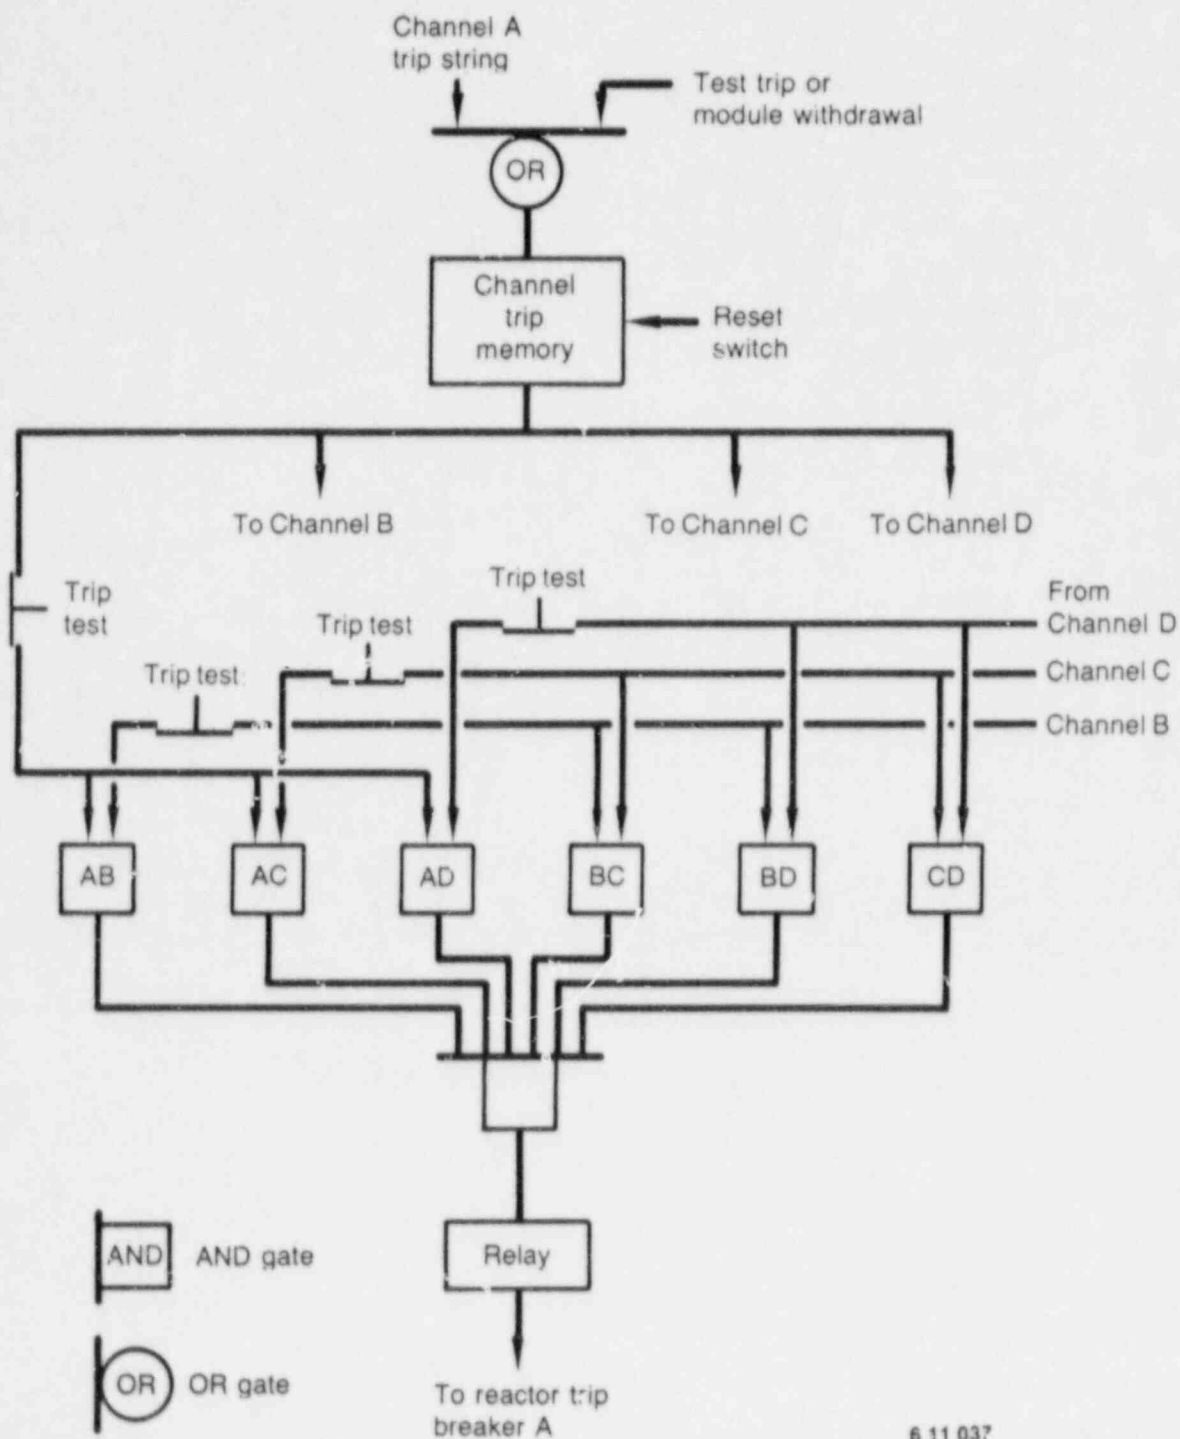 Channel A
trip string
Test trip or
module withdrawal
OR
Channel
trip
memory
Reset
switch
To Channel B
To Channel C
To Channel D
Trip
test
Trip test
Trip test
Trip test
From
Channel D
Channel C
Channel B
AB
AC
AD
BC
BD
CD
Relay
AND
AND gate
OR
OR gate
To reactor trip
breaker A
6 11 037